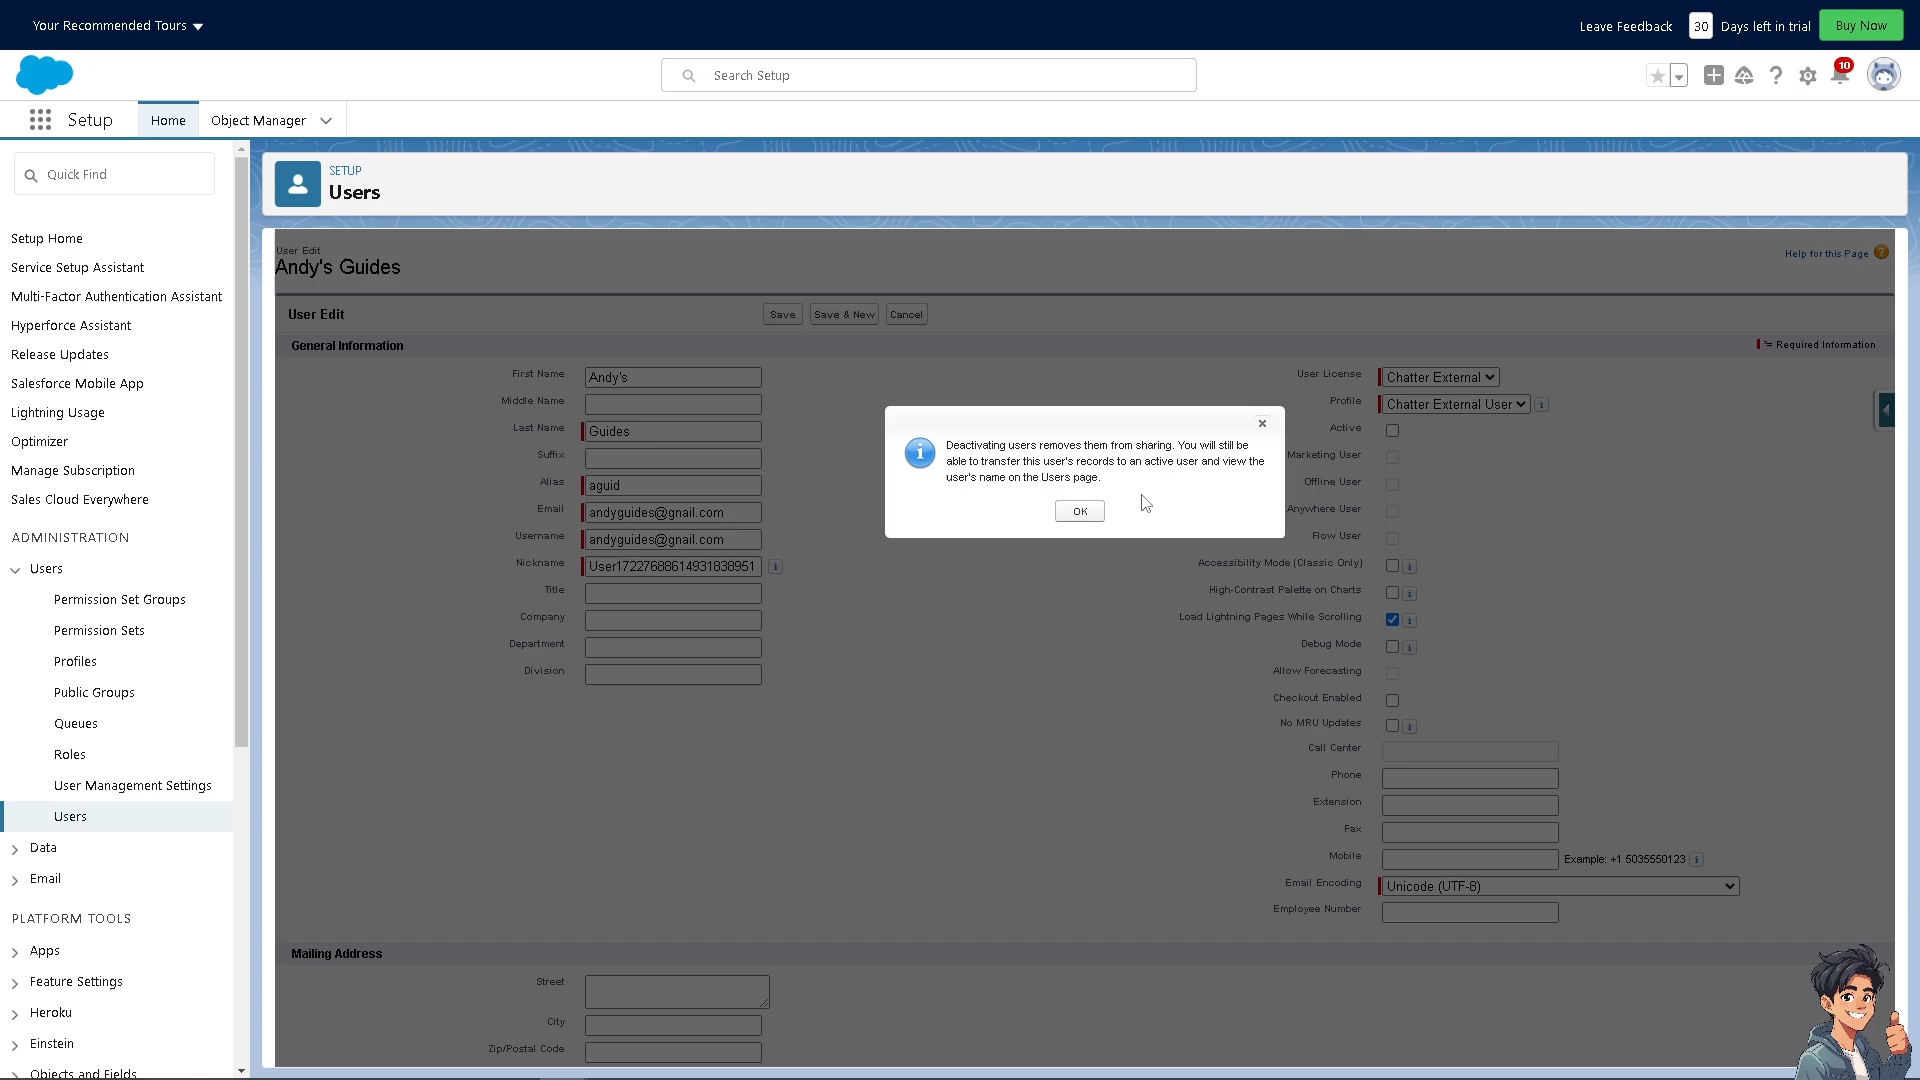 Your Recommended Tours
Leave Feedback
30
Days left in trial
Buy Now
Search Setup
10
Setup
Home
Object Manager
Quick Find
Setup Home
Service Setup Assistant
Multi-Factor Authentication Assistant
Hyperforce Assistant
Release Updates
Salesforce Mobile App
Lightning Usage
Optimizer
Manage Subscription
Sales Cloud Everywhere
ADMINISTRATION
Users
Permission Set Groups
Permission Sets
Profiles
Public Groups
Queues
Roles
User Management Settings
Users
Data
Email
PLATFORM TOOLS
Apps
Feature Settings
Heroku
Einstein
Objects and Fields
SETUP
Users
User Edit
Andy's Guides
Help for this Page
User Edit
Save
Save & New
Cancel
General Information
= Required Information
First Name Andy's
Middle Name
Last Name Guides
Suffix
Alias aguid
Email andyguides@gnail.com
Username andyguides@gnail.com
Nickname User17227688614931838951
Title
Company
Department
Division
User License Chatter External
Profile Chatter External User
Active
Marketing User
Offline User
Anywhere User
Flow User
Accessibility Mode (Classic Only)
High-Contrast Palette on Charts
Load Lightning Pages While Scrolling
Debug Mode
Allow Forecasting
Checkout Enabled
No MRU Updates
Call Center
Phone
Extension
Fax
Mobile Example: +1 5035550123
Email Encoding Unicode (UTF-8)
Employee Number
Deactivating users removes them from sharing. You will still be
able to transfer this user's records to an active user and view the
user's name on the Users page.
OK
Mailing Address
Street
City
Zip/Postal Code